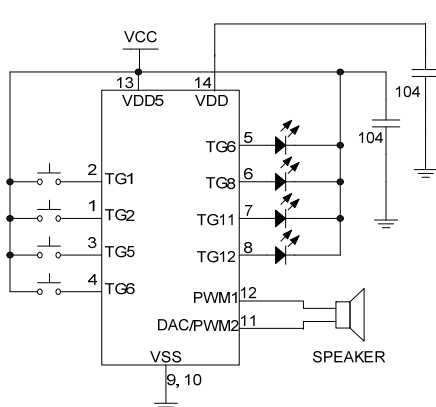 VCC
13 14
VDD5 VDD
104
104
TG6 5
2 TG1
TG8 6
1 TG2
TG11 7
3 TG5
TG12 8
4 TG6
PWM1 12
DAC/PWM2 11
SPEAKER
VSS
9, 10